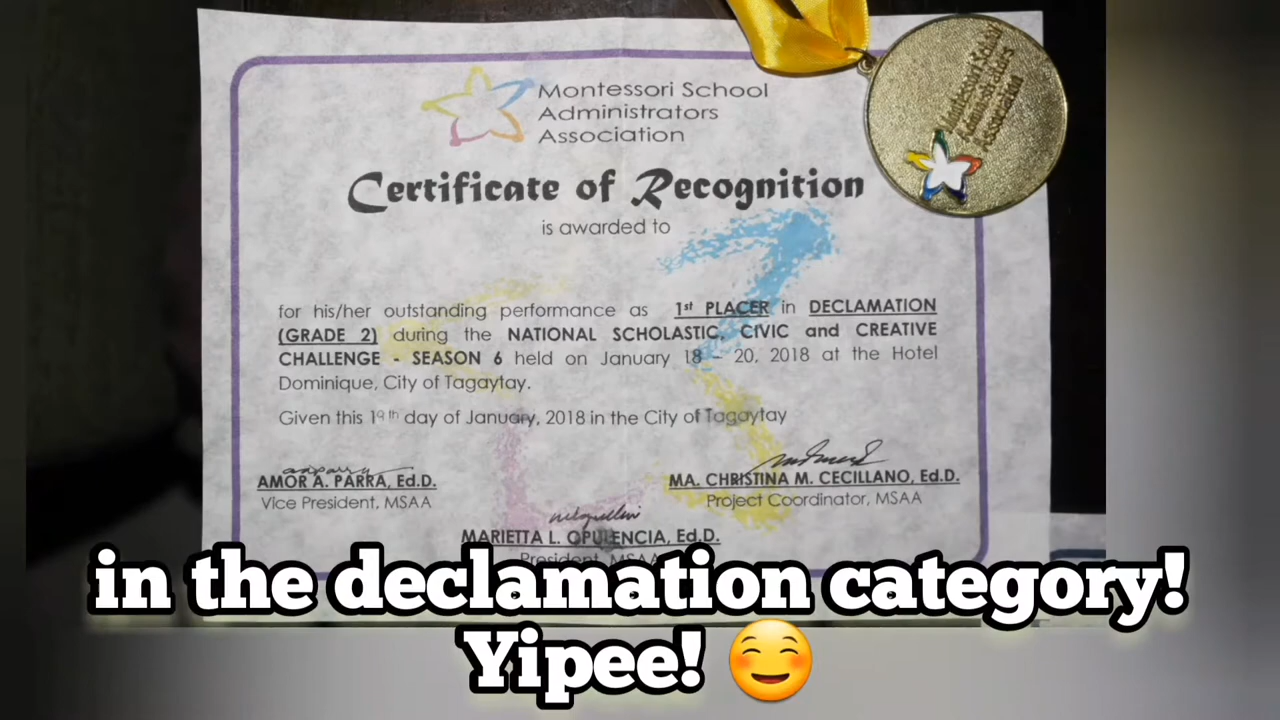 Montessori School
Administrators
Association
Montessori School
Administrators
Association
Certificate of Recognition
is awarded to
for his/her outstanding performance as 1st PLACER in DECLAMATION
(GRADE 2) during the NATIONAL SCHOLASTIC, CIVIC and CREATIVE
CHALLENGE - SEASON 6 held on January 18 – 20, 2018 at the Hotel
Dominique, City of Tagaytay.
Given this 19th day of January, 2018 in the City of Tagaytay
AMOR A. PARRA, Ed.D.
Vice President, MSAA
MA. CHRISTINA M. CECILLANO, Ed.D.
Project Coordinator, MSAA
MARIETTA L. OPULENCIA, Ed.D.
President, MSAA
in the declamation category!
Yipee! 😊